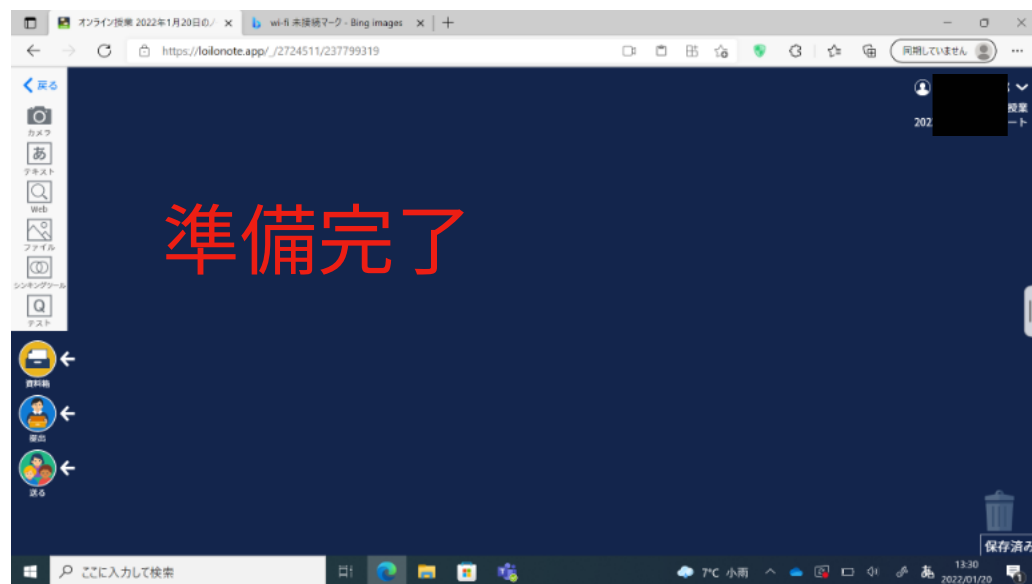 オンライン授業 2022年1月20日の/
wi-fi 未接続マーク - Bing images
https://loilonote.app/_/2724511/237799319
同期していません
戻る
カメラ
あ
テキスト
Web
ファイル
シンキングツール
Q
テスト
資料箱
提出
送る
授業
202
ート
準備完了
保存済み
ここに入力して検索
7°C 小雨
あ
13:30
2022/01/20